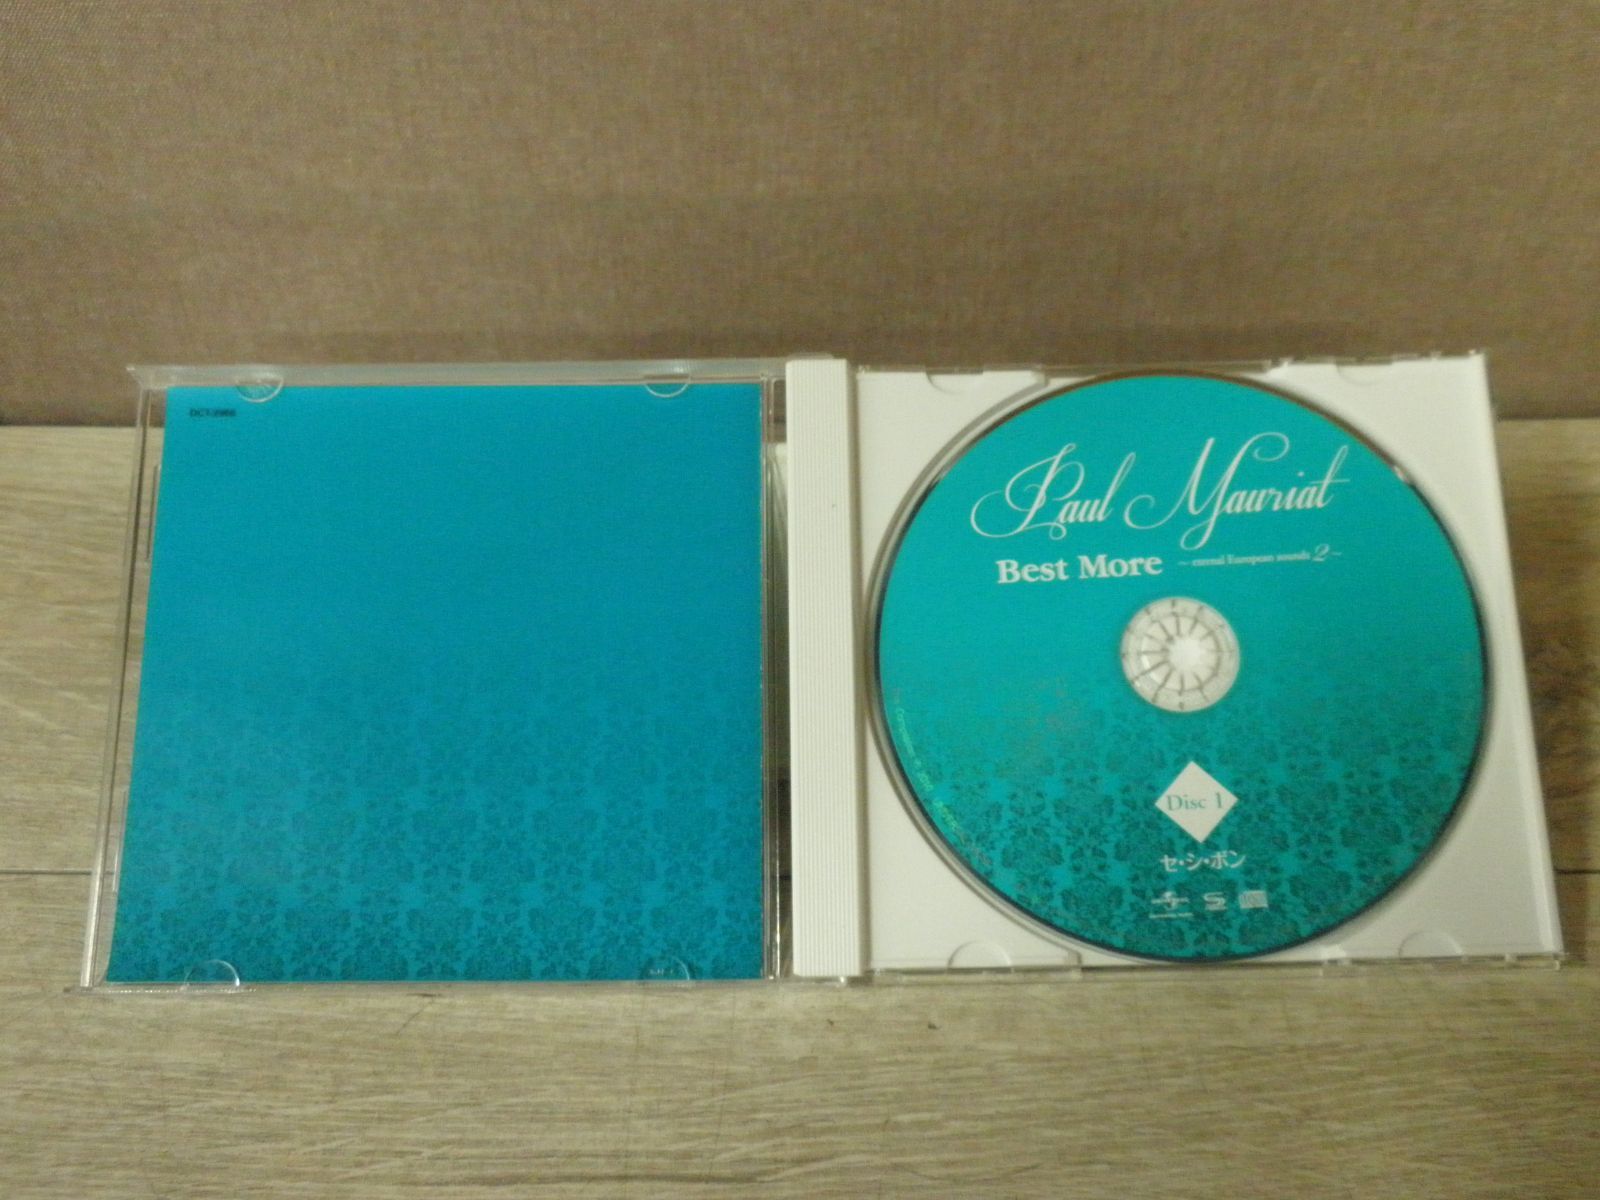 Paul Mauriat
Best More ～eternal European sounds 2～
Disc 1
セ・シ・ボン